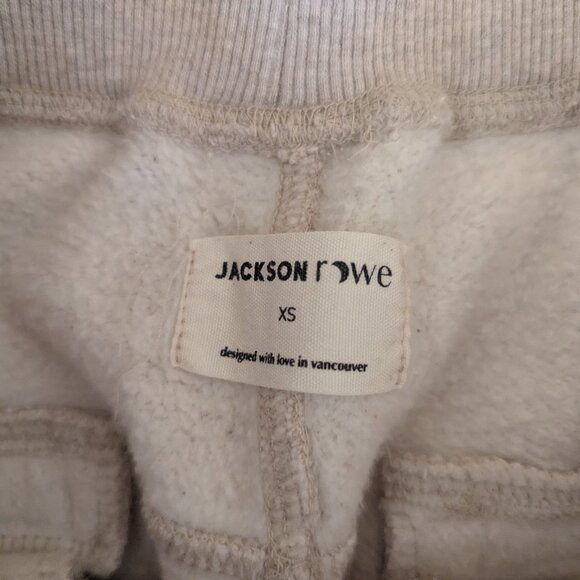 JACKSON rowe
XS
designed with love in vancouver